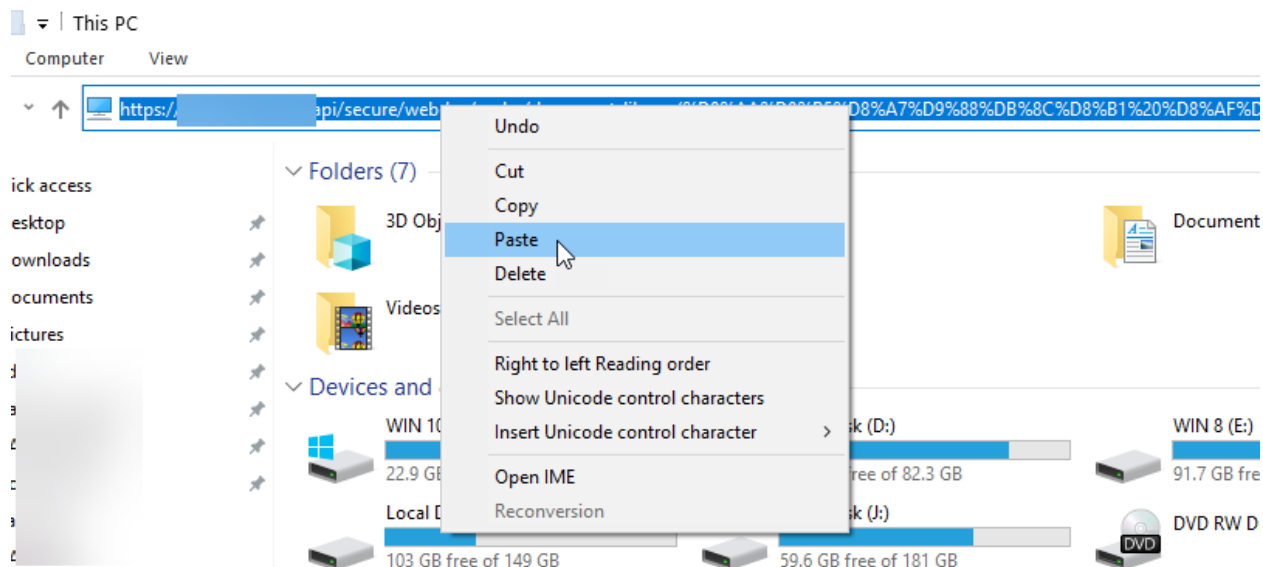 This PC
Computer View
https:/ api/secure/web D8%A7%D9%88%DB%8C%D8%B1%20%D8%AF%D
Undo
Folders (7)
Cut
ick access
Copy
esktop
3D Obj
Paste
Document
ownloads
Delete
ocuments
Videos
Select All
ictures
Right to left Reading order
Devices and
Show Unicode control characters
WIN 10
Insert Unicode control character
sk (D:)
WIN 8 (E:)
22.9 GB
ree of 82.3 GB
91.7 GB fre
Open IME
Local D
Reconversion
sk (J:)
DVD RW D
DVD
103 GB free of 149 GB
59.6 GB free of 181 GB